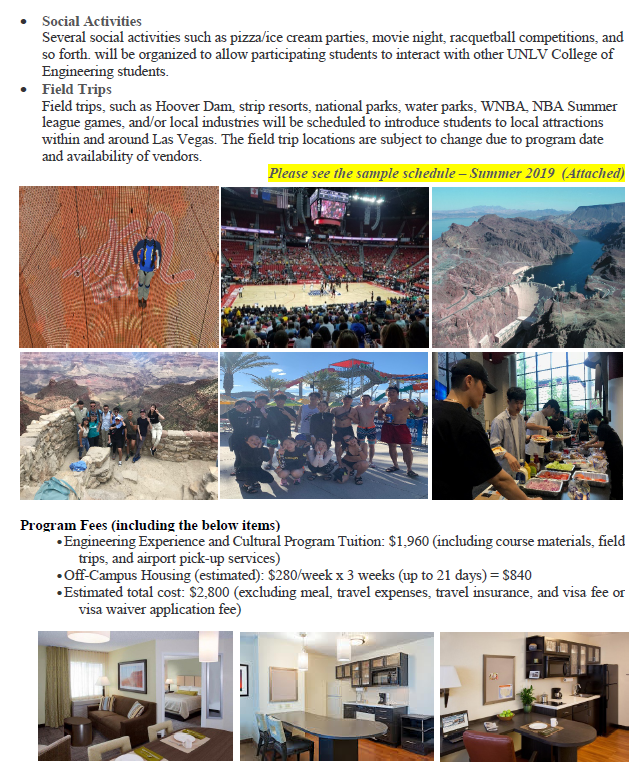 • Social Activities
Several social activities such as pizza/ice cream parties, movie night, racquetball competitions, and
so forth. will be organized to allow participating students to interact with other UNLV College of
Engineering students.
• Field Trips
Field trips, such as Hoover Dam, strip resorts, national parks, water parks, WNBA, NBA Summer
league games, and/or local industries will be scheduled to introduce students to local attractions
within and around Las Vegas. The field trip locations are subject to change due to program date
and availability of vendors.
Please see the sample schedule – Summer 2019 (Attached)
Program Fees (including the below items)
• Engineering Experience and Cultural Program Tuition: $1,960 (including course materials, field
trips, and airport pick-up services)
• Off-Campus Housing (estimated): $280/week x 3 weeks (up to 21 days) = $840
• Estimated total cost: $2,800 (excluding meal, travel expenses, travel insurance, and visa fee or
visa waiver application fee)